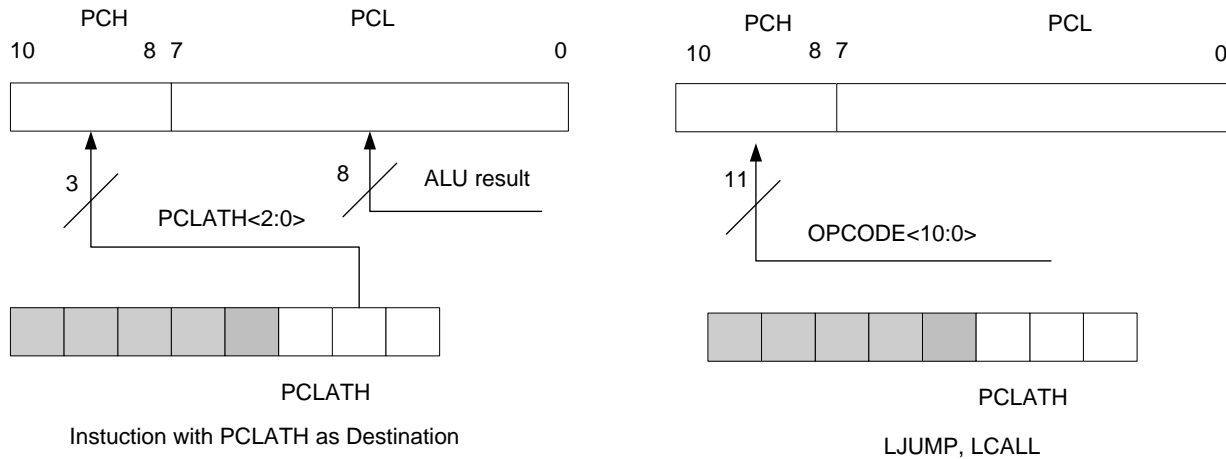 PCH PCL
10 8 7 0
3
8
ALU result
PCLATH<2:0>
PCLATH
Instuction with PCLATH as Destination
PCH PCL
10 8 7 0
11
OPCODE<10:0>
PCLATH
LJUMP, LCALL